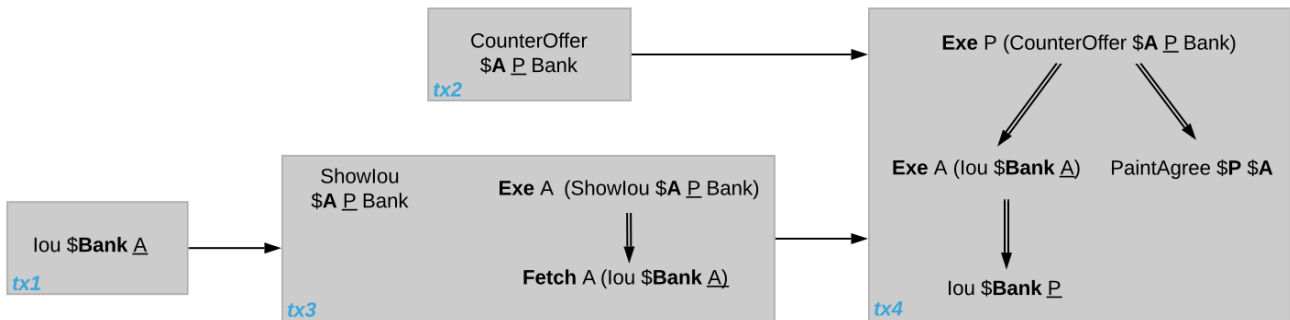 CounterOffer
$A P Bank
tx2
Exe P (CounterOffer $A P Bank)
Exe A (Iou $Bank A)
PaintAgree $P $A
Iou $Bank P
tx4
ShowIou
$A P Bank
Exe A (ShowIou $A P Bank)
Fetch A (Iou $Bank A)
tx3
Iou $Bank A
tx1